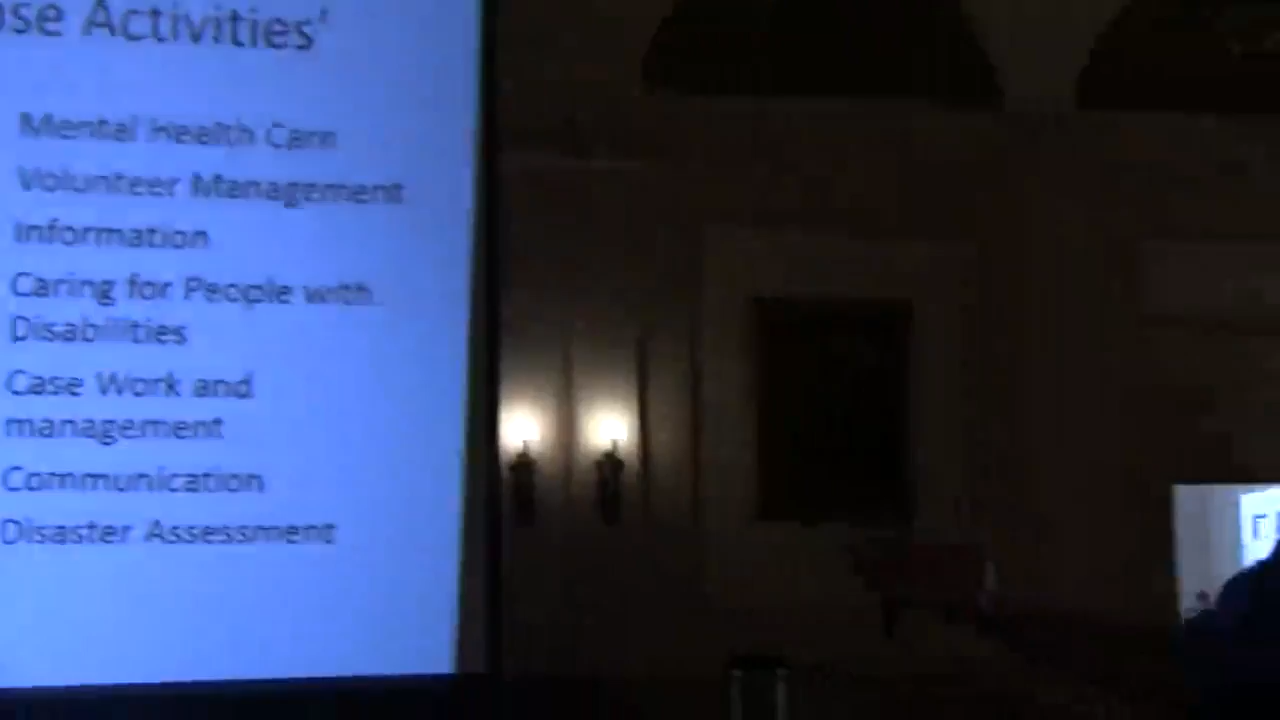 Activities'
Mental Health Care
Volunteer Management
Information
Caring for People with
Disabilities
Case Work and
management
Communication
Disaster Assessment